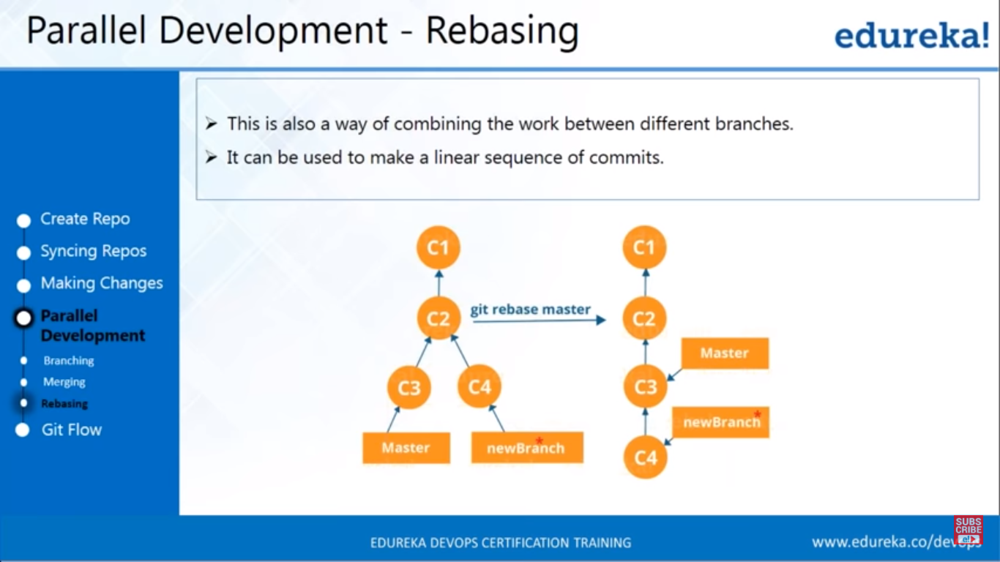 Parallel Development - Rebasing
edureka!
This is also a way of combining the work between different branches.
It can be used to make a linear sequence of commits.
Create Repo
Syncing Repos
Making Changes
Parallel
Development
Branching
Merging
Rebasing
Git Flow
C1
C2
C3
C4
Master
newBranch*
git rebase master
C1
C2
Master
C3
newBranch*
C4
EDUREKA DEVOPS CERTIFICATION TRAINING
www.edureka.co/devops
SUBS
CRIBE
e!